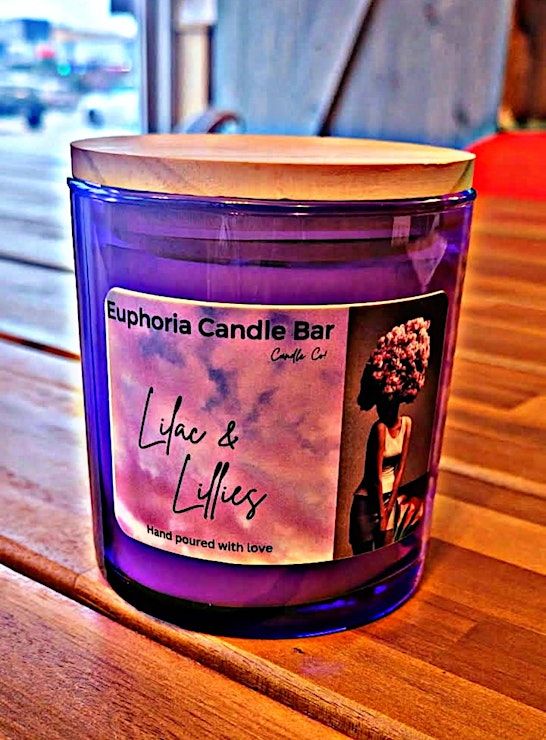 Euphoria Candle Bar
Candle Co!
Lilac &
Lillies
Hand poured with love